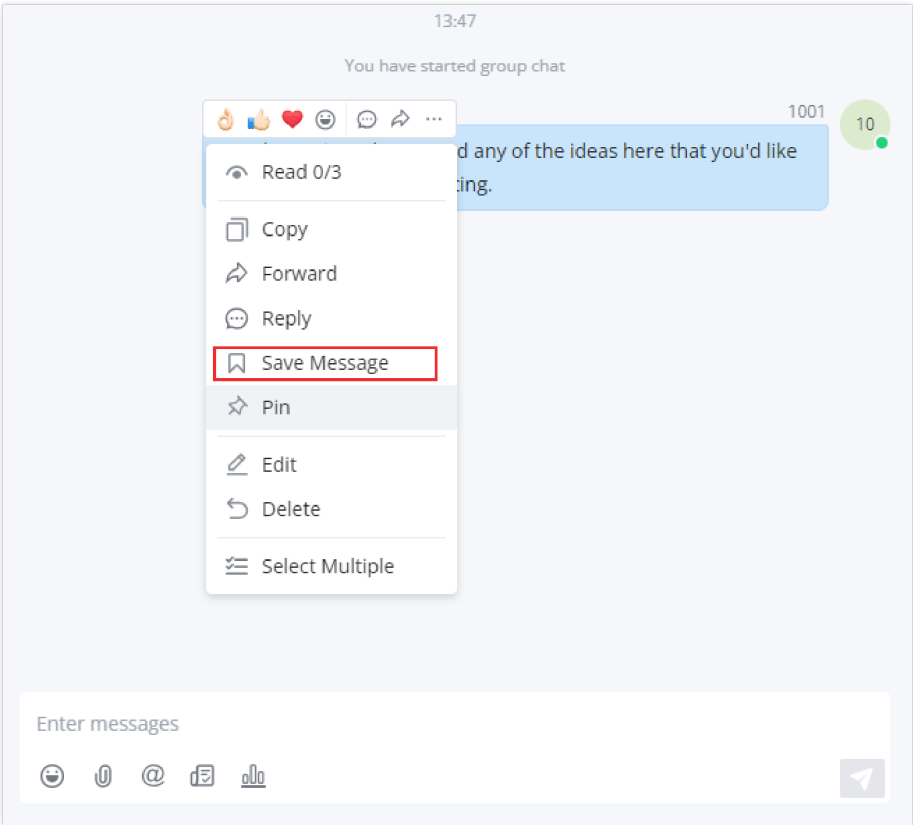 13:47
You have started group chat
1001
10
any of the ideas here that you'd like
Read 0/3
Copy
Forward
Reply
Save Message
Pin
Edit
Delete
Select Multiple
Enter messages